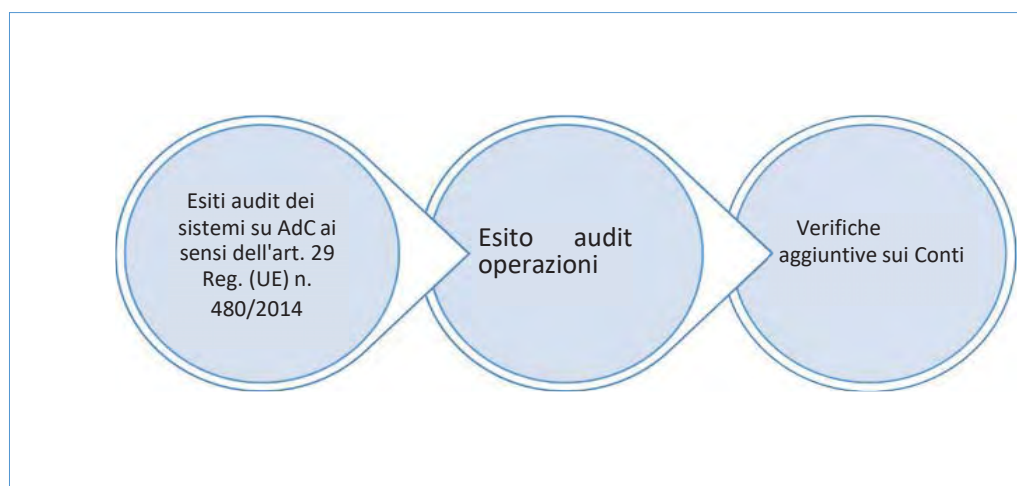 Esiti audit dei
sistemi su AdC ai
sensi dell'art. 29
Reg. (UE) n.
480/2014
Esito audit
operazioni
Verifiche
aggiuntive sui Conti